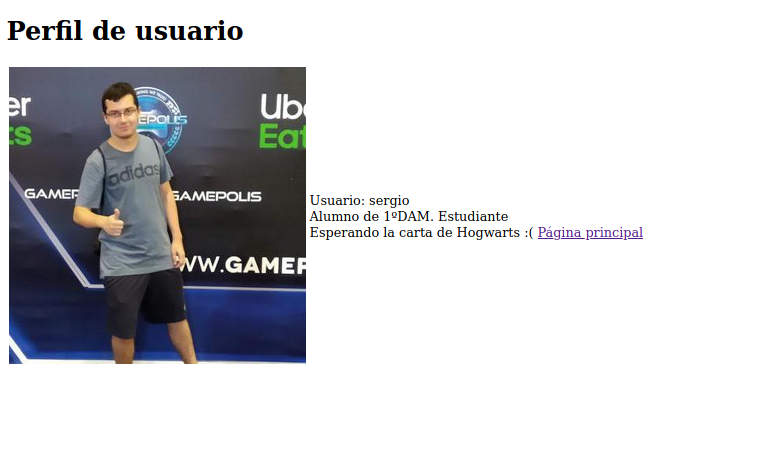 Perfil de usuario
Uber
Eats
GAMEPOLIS
adidas
GAMEPOLIS
WWW.GAMEP
Usuario: sergio
Alumno de 1ºDAM. Estudiante
Esperando la carta de Hogwarts :( Página principal